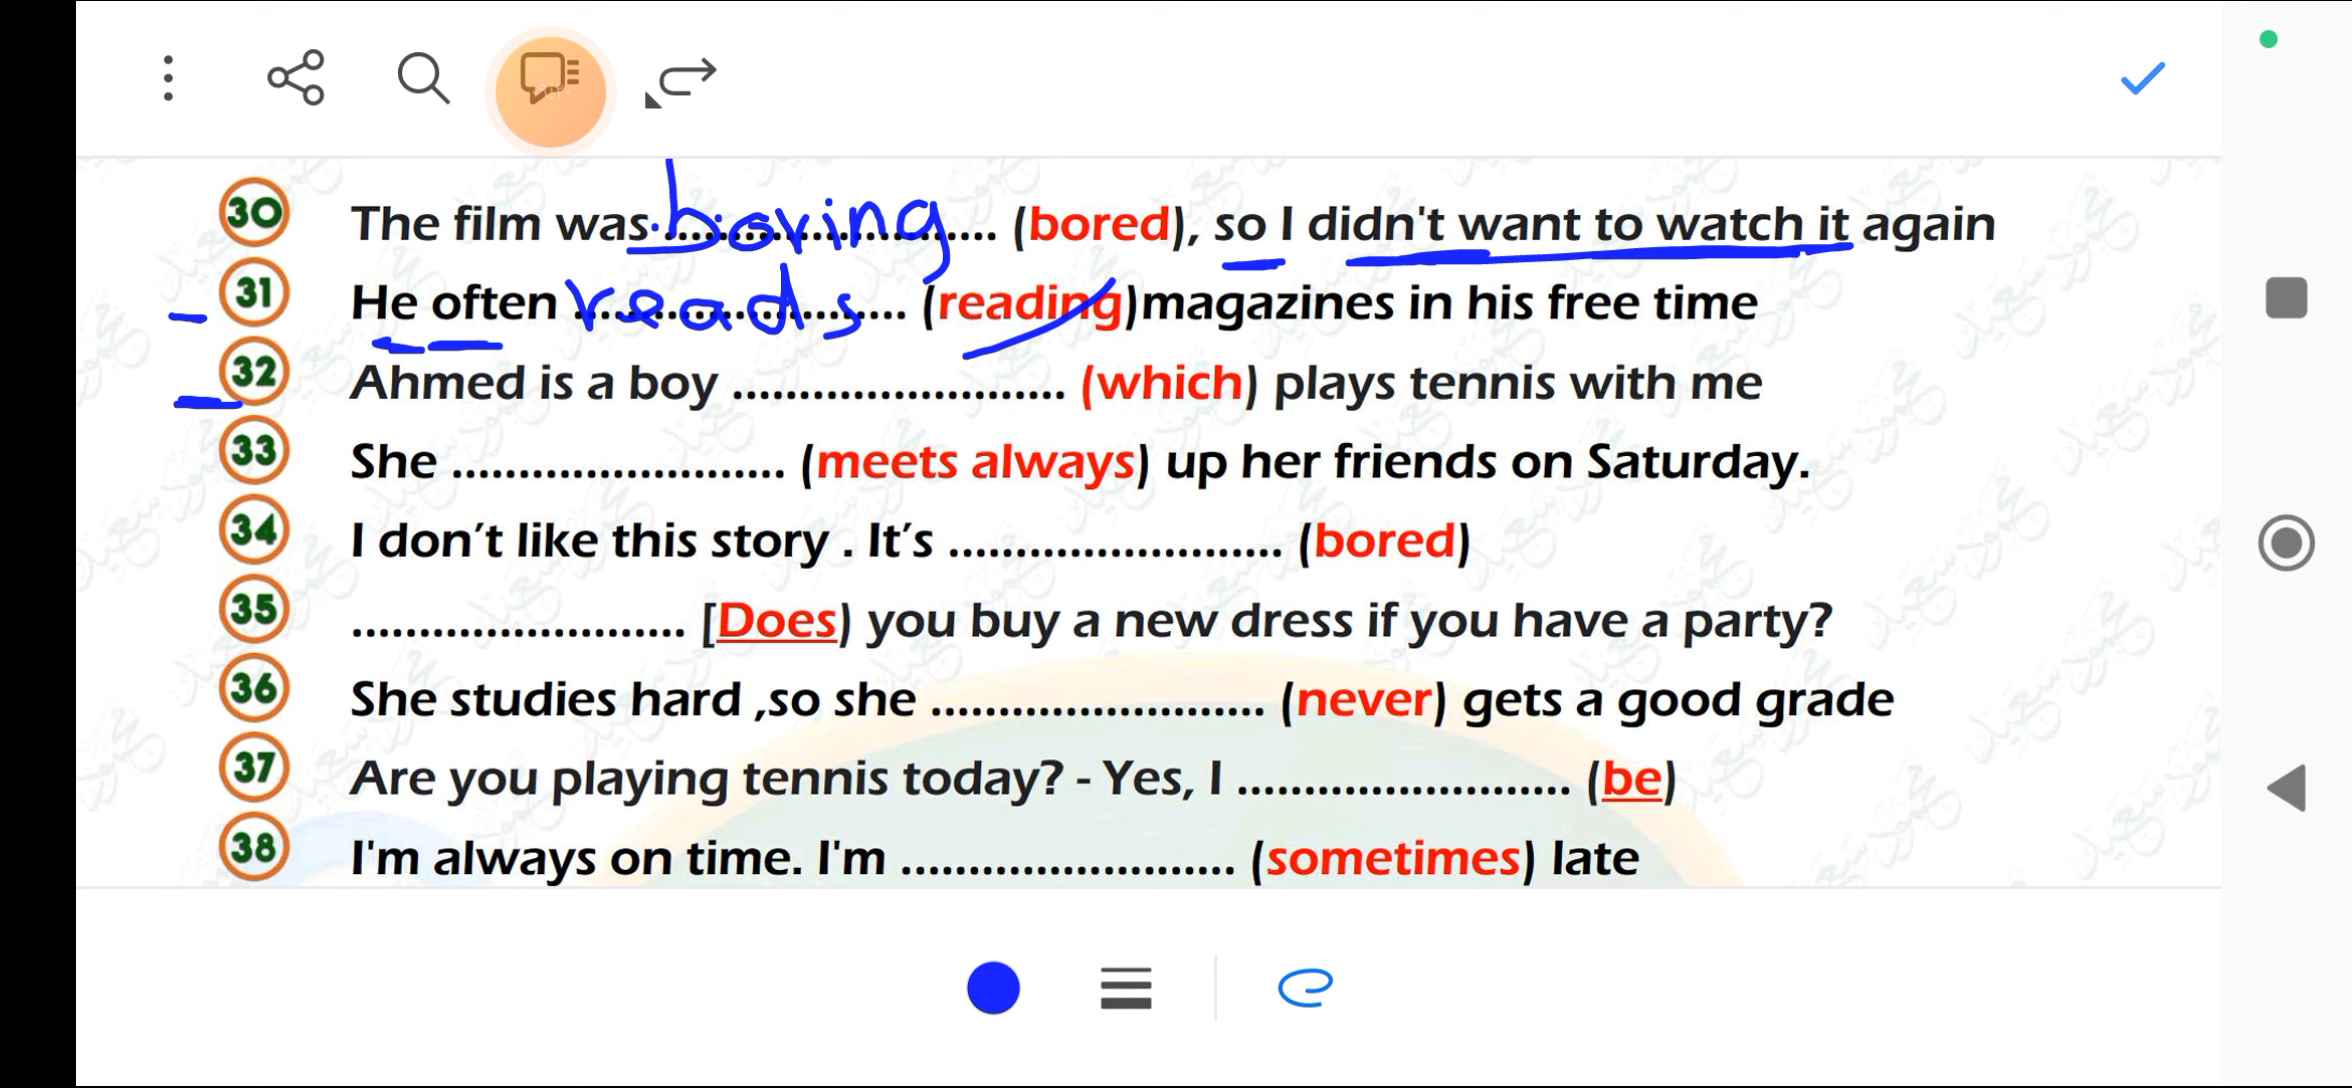 30 The film was boring ............ (bored), so I didn't want to watch it again
31 He often reads ............ (reading)magazines in his free time
32 Ahmed is a boy ......................... (which) plays tennis with me
33 She ......................... (meets always) up her friends on Saturday.
34 I don’t like this story . It’s ......................... (bored)
35 ......................... [Does) you buy a new dress if you have a party?
36 She studies hard ,so she ......................... (never) gets a good grade
37 Are you playing tennis today? - Yes, I ......................... (be)
38 I'm always on time. I'm ......................... (sometimes) late